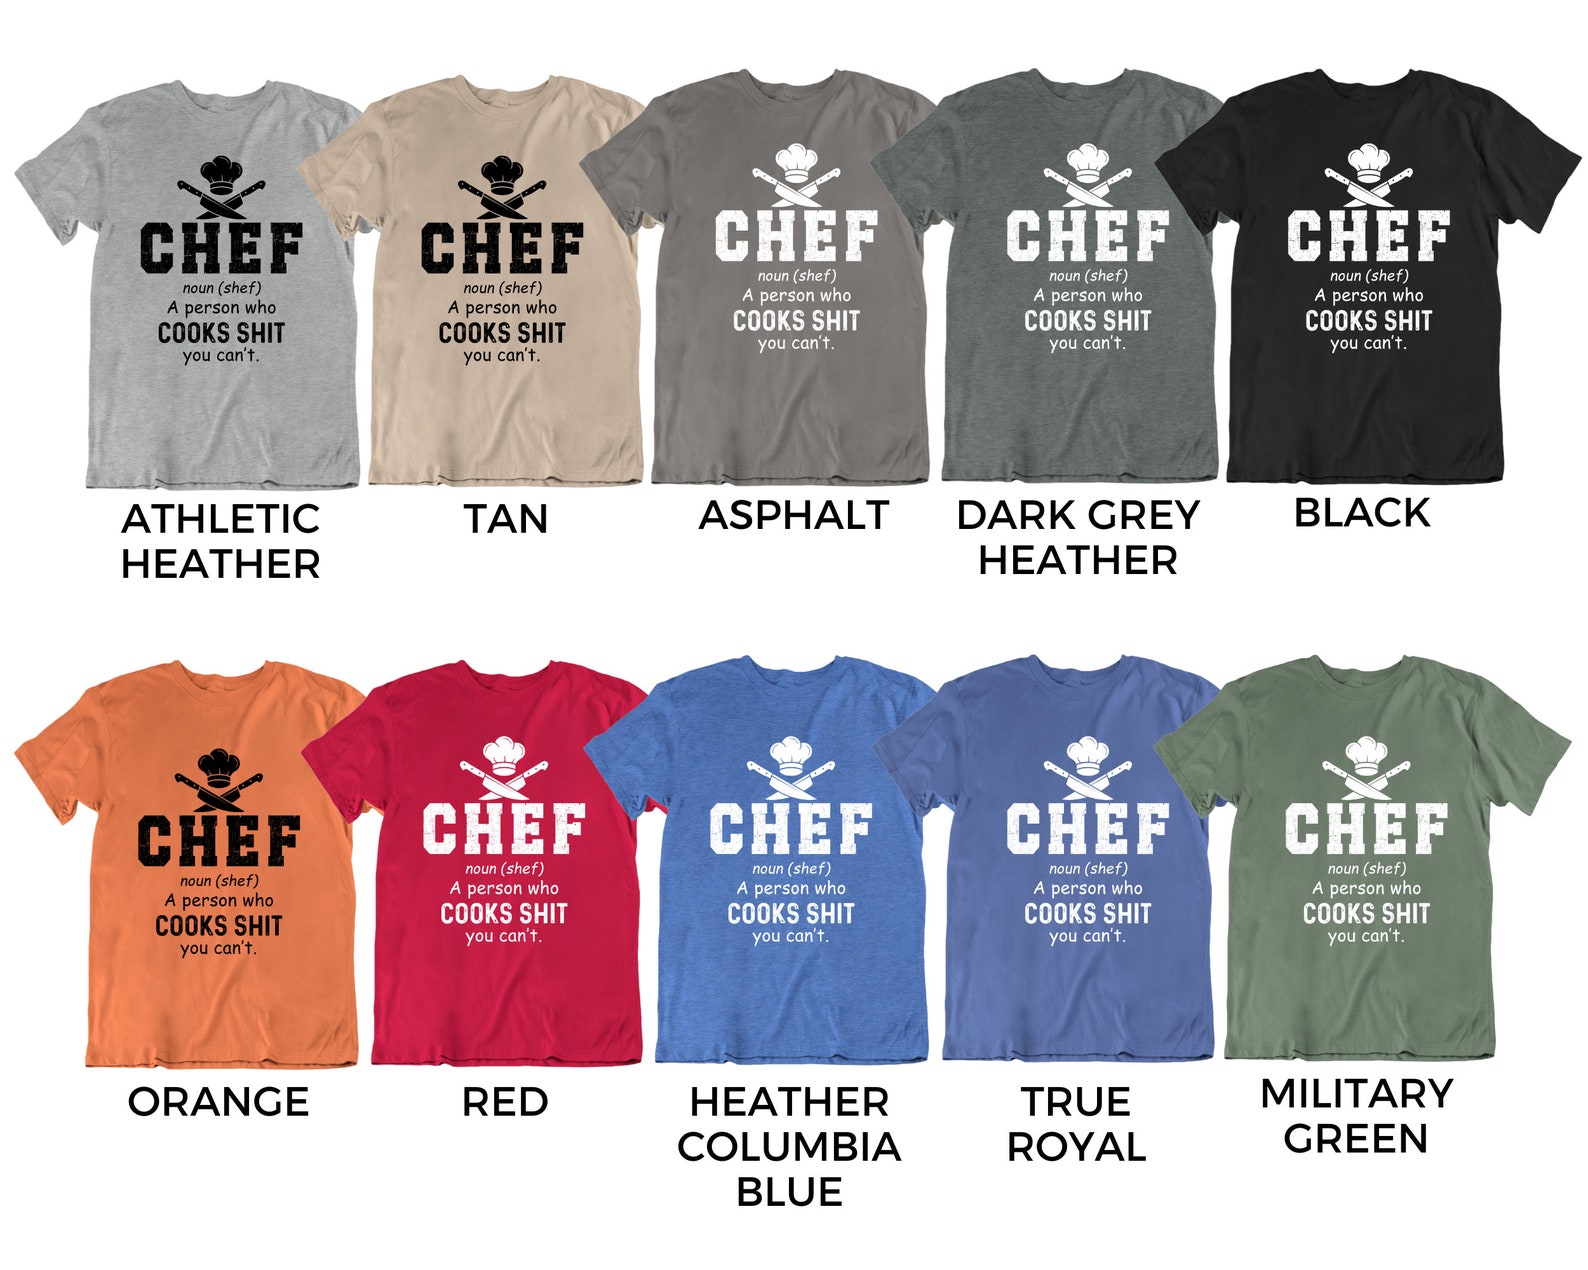 CHEF
noun (shef)
A person who
COOKS SHIT
you can't.
CHEF
noun (shef)
A person who
COOKS SHIT
you can't.
CHEF
noun (shef)
A person who
COOKS SHIT
you can't.
CHEF
noun (shef)
A person who
COOKS SHIT
you can't.
CHEF
noun (shef)
A person who
COOKS SHIT
you can't.
ATHLETIC
HEATHER
TAN
ASPHALT
DARK GREY
HEATHER
BLACK
CHEF
noun (shef)
A person who
COOKS SHIT
you can't.
CHEF
noun (shef)
A person who
COOKS SHIT
you can't.
CHEF
noun (shef)
A person who
COOKS SHIT
you can't.
CHEF
noun (shef)
A person who
COOKS SHIT
you can't.
CHEF
noun (shef)
A person who
COOKS SHIT
you can't.
ORANGE
RED
HEATHER
COLUMBIA
BLUE
TRUE
ROYAL
MILITARY
GREEN